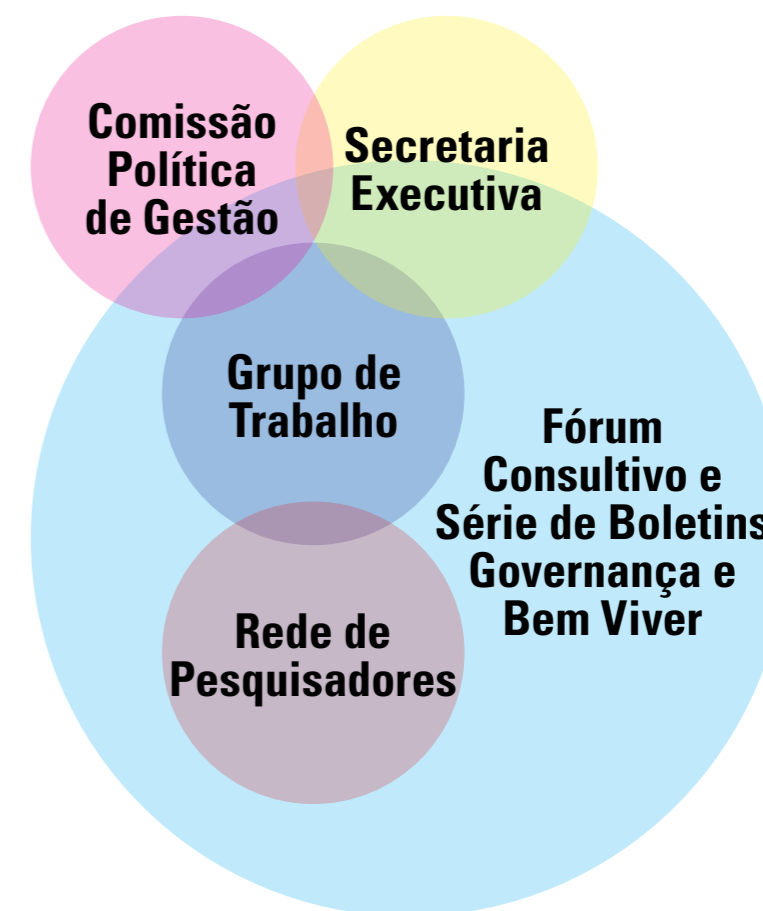 Comissão
Política
de Gestão
Secretaria
Executiva
Grupo de
Trabalho
Fórum
Consultivo e
Série de Boletins
Governança e
Bem Viver
Rede de
Pesquisadores